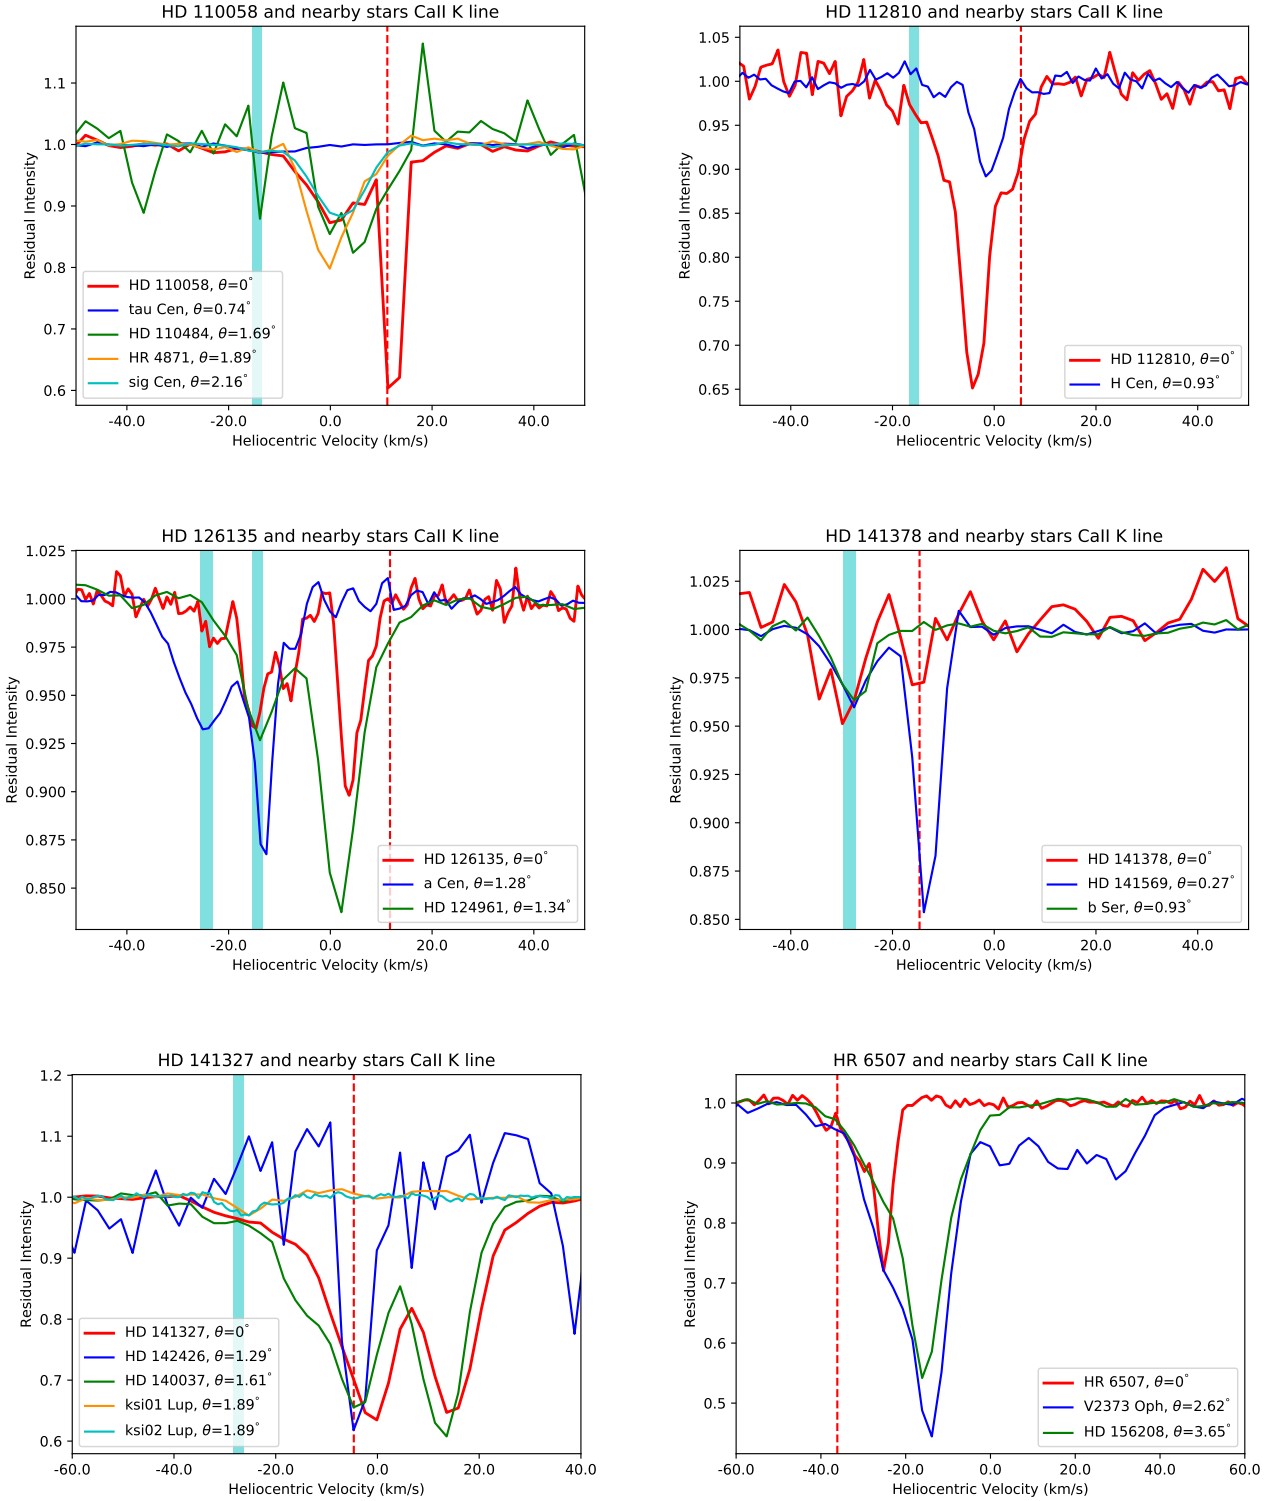 HD 110058 and nearby stars CaII K line
1.1
1.0
0.9
0.8
0.7
0.6
Residual Intensity
HD 110058, θ=0°
tau Cen, θ=0.74°
HD 110484, θ=1.69°
HR 4871, θ=1.89°
sig Cen, θ=2.16°
-40.0 -20.0 0.0 20.0 40.0
Heliocentric Velocity (km/s)
HD 112810 and nearby stars CaII K line
1.05
1.00
0.95
0.90
0.85
0.80
0.75
0.70
0.65
Residual Intensity
HD 112810, θ=0°
H Cen, θ=0.93°
-40.0 -20.0 0.0 20.0 40.0
Heliocentric Velocity (km/s)
HD 126135 and nearby stars CaII K line
1.025
1.000
0.975
0.950
0.925
0.900
0.875
0.850
Residual Intensity
HD 126135, θ=0°
a Cen, θ=1.28°
HD 124961, θ=1.34°
-40.0 -20.0 0.0 20.0 40.0
Heliocentric Velocity (km/s)
HD 141378 and nearby stars CaII K line
1.025
1.000
0.975
0.950
0.925
0.900
0.875
0.850
Residual Intensity
HD 141378, θ=0°
HD 141569, θ=0.27°
b Ser, θ=0.93°
-40.0 -20.0 0.0 20.0 40.0
Heliocentric Velocity (km/s)
HD 141327 and nearby stars CaII K line
1.2
1.1
1.0
0.9
0.8
0.7
0.6
Residual Intensity
HD 141327, θ=0°
HD 142426, θ=1.29°
HD 140037, θ=1.61°
ksi01 Lup, θ=1.89°
ksi02 Lup, θ=1.89°
-60.0 -40.0 -20.0 0.0 20.0 40.0
Heliocentric Velocity (km/s)
HR 6507 and nearby stars CaII K line
1.0
0.9
0.8
0.7
0.6
0.5
Residual Intensity
HR 6507, θ=0°
V2373 Oph, θ=2.62°
HD 156208, θ=3.65°
-60.0 -40.0 -20.0 0.0 20.0 40.0 60.0
Heliocentric Velocity (km/s)